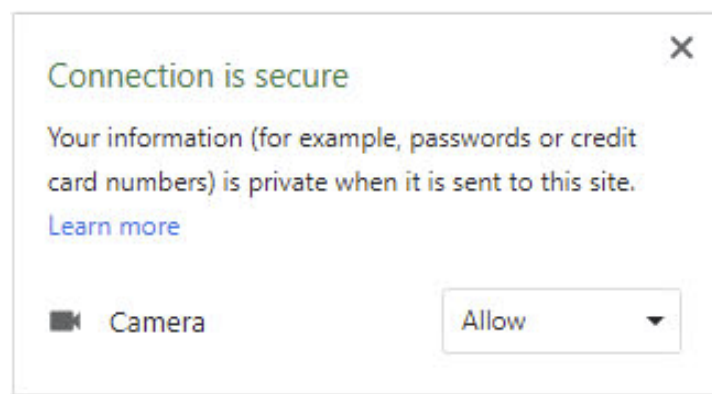 Connection is secure
Your information (for example, passwords or credit
card numbers) is private when it is sent to this site.
Learn more
Camera Allow